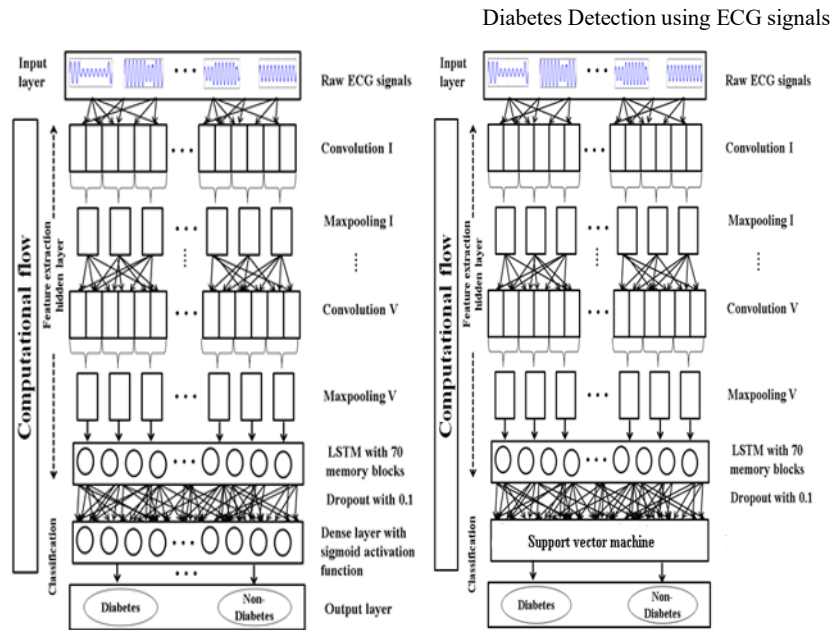 Diabetes Detection using ECG signals
Input
layer
Raw ECG signals
Computational flow
Feature extraction
hidden layer
Convolution I
Maxpooling I
Convolution V
Maxpooling V
LSTM with 70
memory blocks
Dropout with 0.1
Classification
Dense layer with
sigmoid activation
function
Diabetes
Non-
Diabetes
Output layer
Input
layer
Raw ECG signals
Computational flow
Feature extraction
hidden layer
Convolution I
Maxpooling I
Convolution V
Maxpooling V
LSTM with 70
memory blocks
Dropout with 0.1
Classification
Support vector machine
Diabetes
Non-
Diabetes